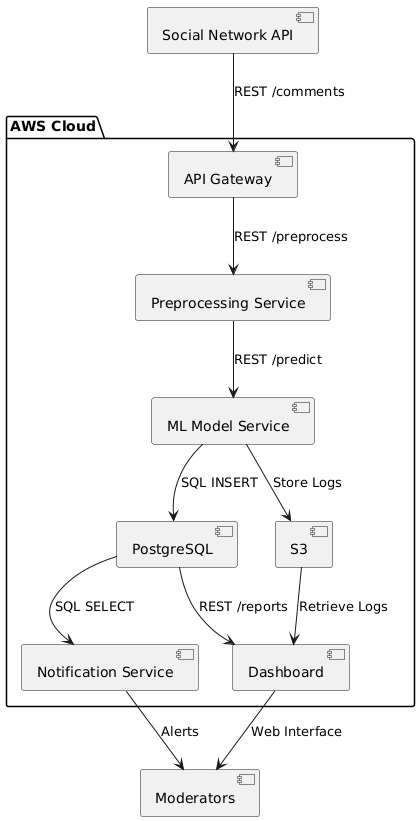 Social Network API
REST /comments
AWS Cloud
API Gateway
REST /preprocess
Preprocessing Service
REST /predict
ML Model Service
SQL INSERT
Store Logs
PostgreSQL
S3
SQL SELECT
REST /reports
Retrieve Logs
Notification Service
Dashboard
Alerts
Web Interface
Moderators